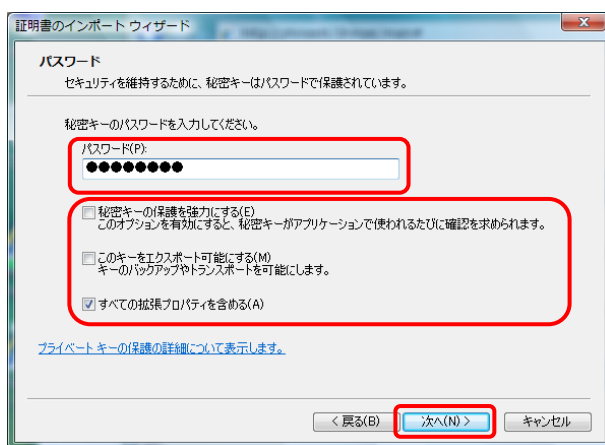 証明書のインポート ウィザード
パスワード
セキュリティを維持するために、秘密キーはパスワードで保護されています。
秘密キーのパスワードを入力してください。
パスワード(P):
●●●●●●●●
秘密キーの保護を強力にする(E)
このオプションを有効にすると、秘密キーがアプリケーションで使われるたびに確認を求められます。
このキーをエクスポート可能にする(M)
キーのバックアップやトランスポートを可能にします。
すべての拡張プロパティを含める(A)
プライベート キーの保護の詳細について表示します。
< 戻る(B) 次へ(N) > キャンセル